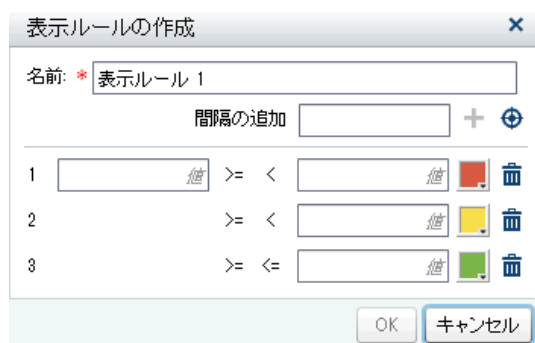 表示ルールの作成 ×
名前: * 表示ルール 1
間隔の追加
1 値 >= < 値
2 >= < 値
3 >= <= 値
OK キャンセル